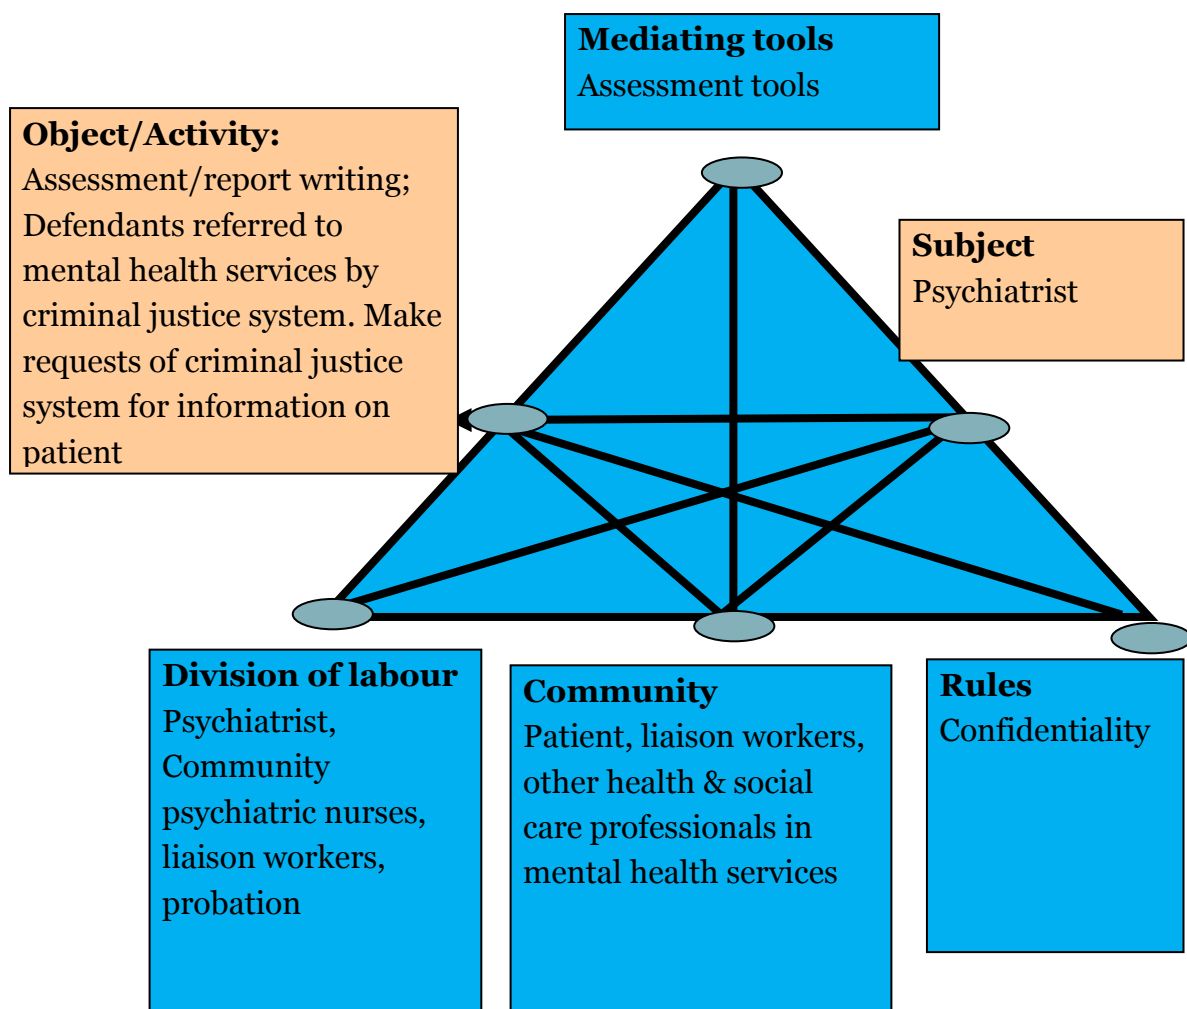 Mediating tools
Assessment tools
Object/Activity:
Assessment/report writing;
Defendants referred to
mental health services by
criminal justice system. Make
requests of criminal justice
system for information on
patient
Subject
Psychiatrist
Division of labour
Psychiatrist,
Community
psychiatric nurses,
liaison workers,
probation
Community
Patient, liaison workers,
other health & social
care professionals in
mental health services
Rules
Confidentiality